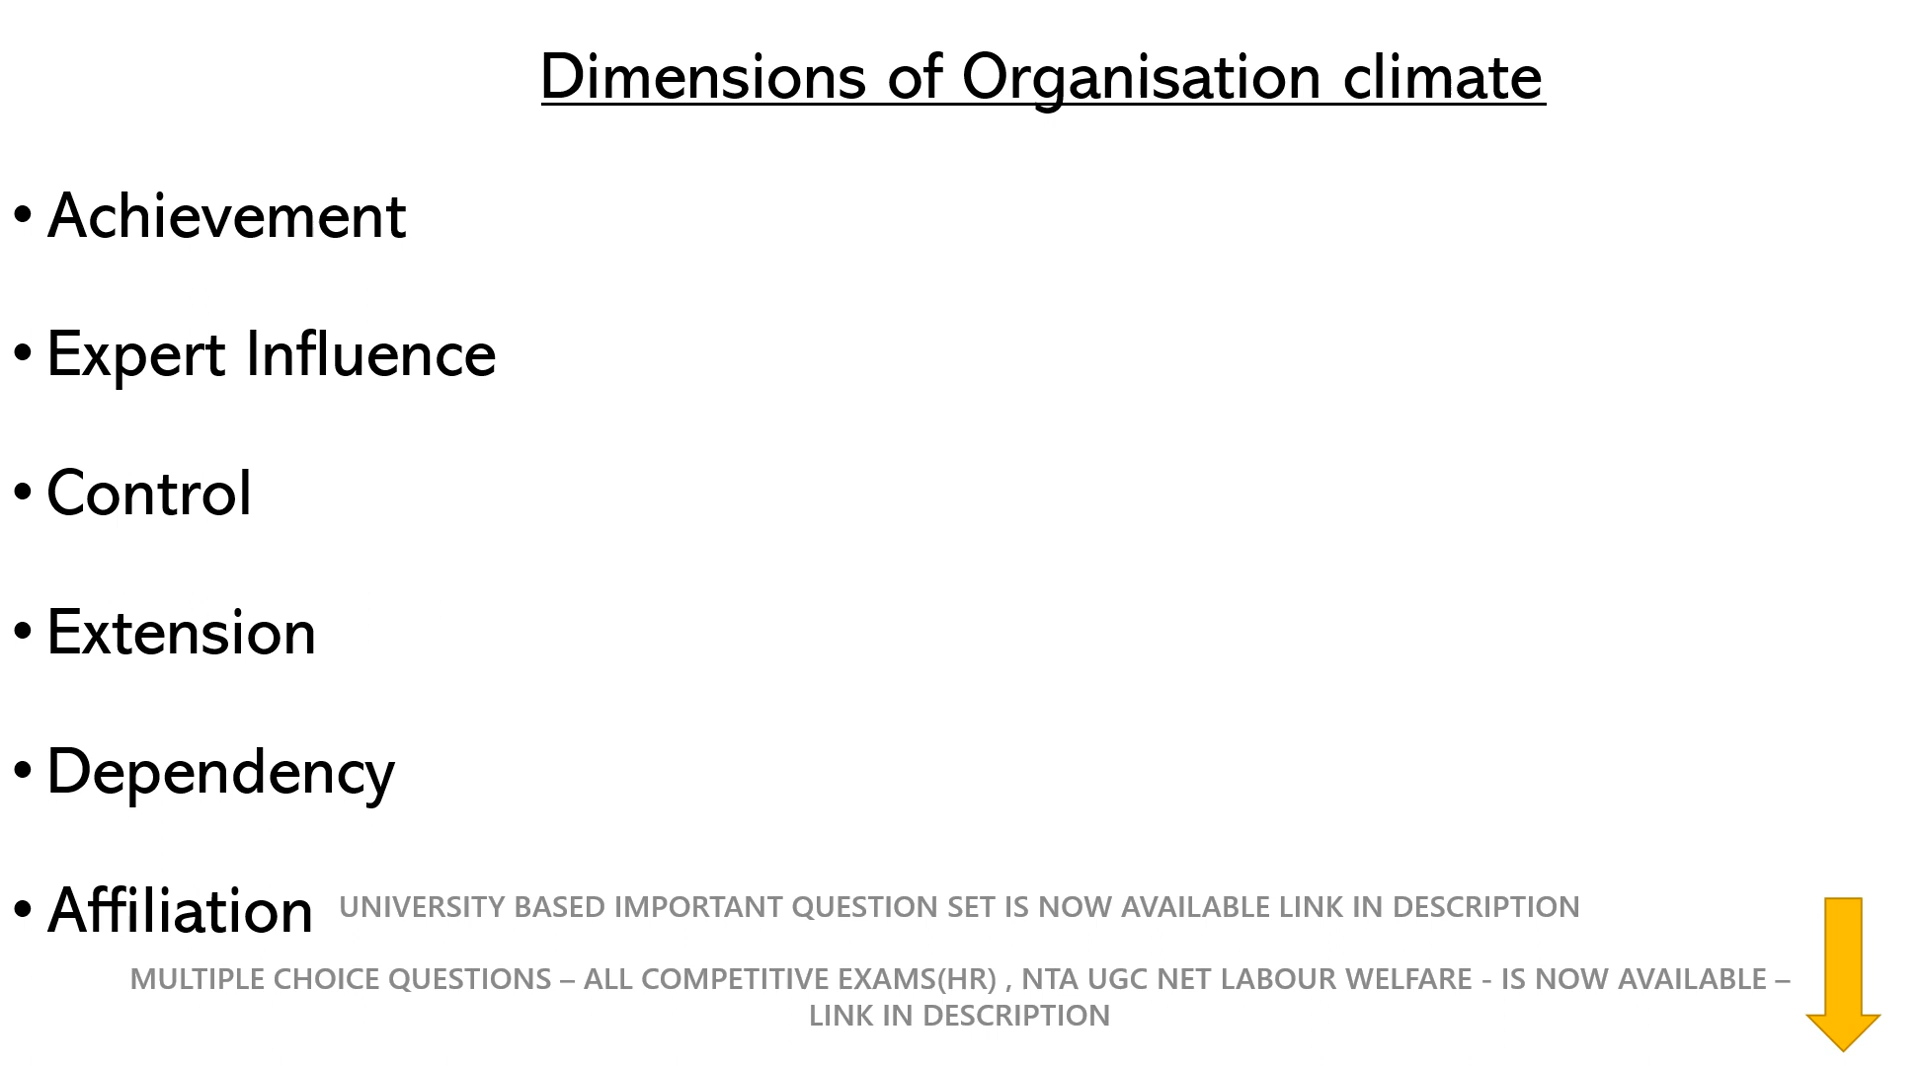 Dimensions of Organisation climate
• Achievement
• Expert Influence
• Control
• Extension
• Dependency
• Affiliation
UNIVERSITY BASED IMPORTANT QUESTION SET IS NOW AVAILABLE LINK IN DESCRIPTION
MULTIPLE CHOICE QUESTIONS – ALL COMPETITIVE EXAMS(HR) , NTA UGC NET LABOUR WELFARE - IS NOW AVAILABLE –
LINK IN DESCRIPTION